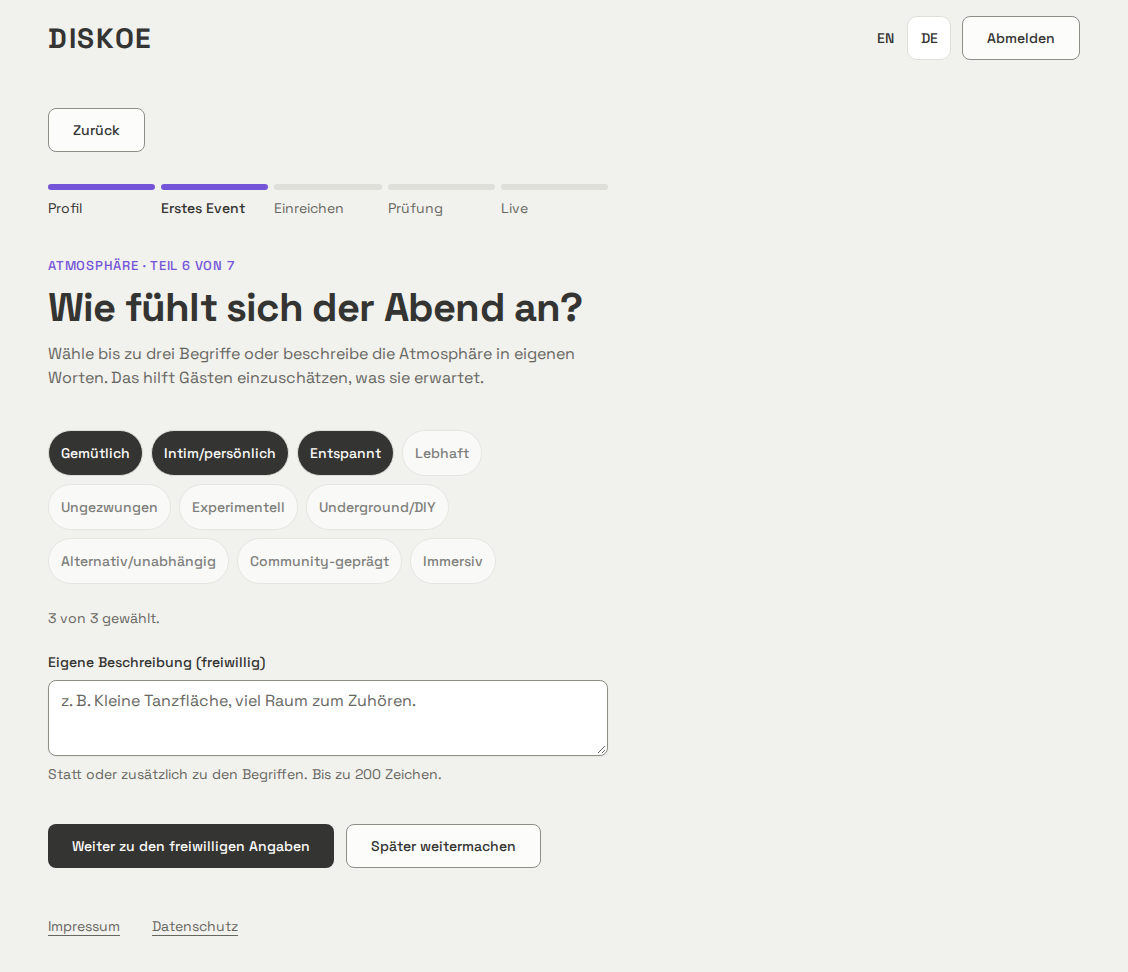 DISKOE
EN DE Abmelden
Zurück
Profil Erstes Event Einreichen Prüfung Live
ATMOSPHÄRE · TEIL 6 VON 7
Wie fühlt sich der Abend an?
Wähle bis zu drei Begriffe oder beschreibe die Atmosphäre in eigenen
Worten. Das hilft Gästen einzuschätzen, was sie erwartet.
Gemütlich Intim/persönlich Entspannt Lebhaft
Ungezwungen Experimentell Underground/DIY
Alternativ/unabhängig Community-geprägt Immersiv
3 von 3 gewählt.
Eigene Beschreibung (freiwillig)
z. B. Kleine Tanzfläche, viel Raum zum Zuhören.
Statt oder zusätzlich zu den Begriffen. Bis zu 200 Zeichen.
Weiter zu den freiwilligen Angaben Später weitermachen
Impressum Datenschutz